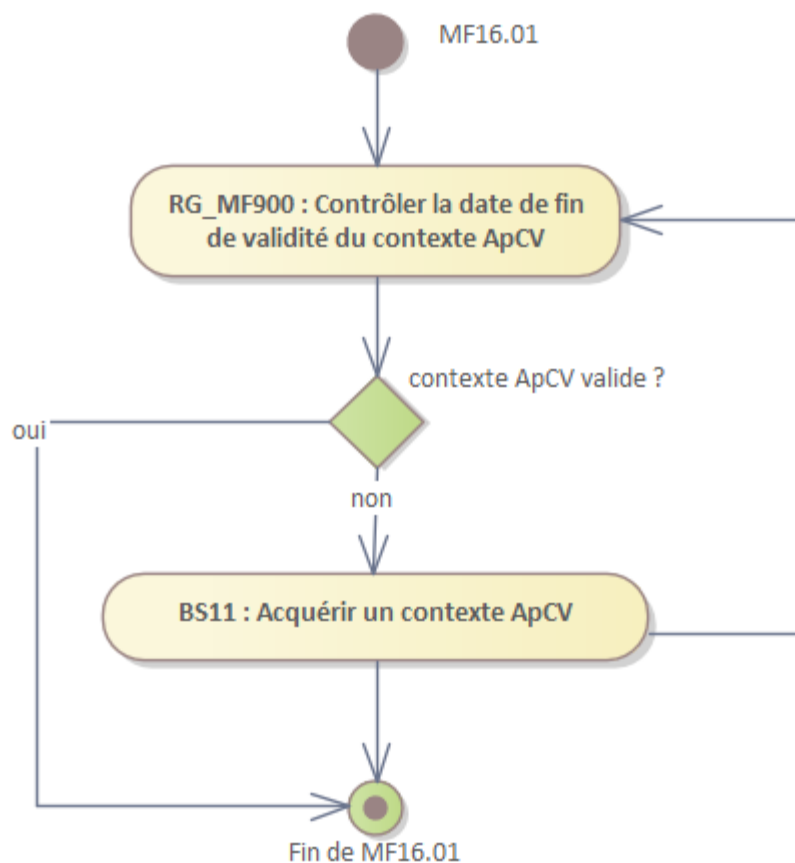 MF16.01
RG_MF900 : Contrôler la date de fin
de validité du contexte ApCV
contexte ApCV valide ?
oui
non
BS11 : Acquérir un contexte ApCV
Fin de MF16.01